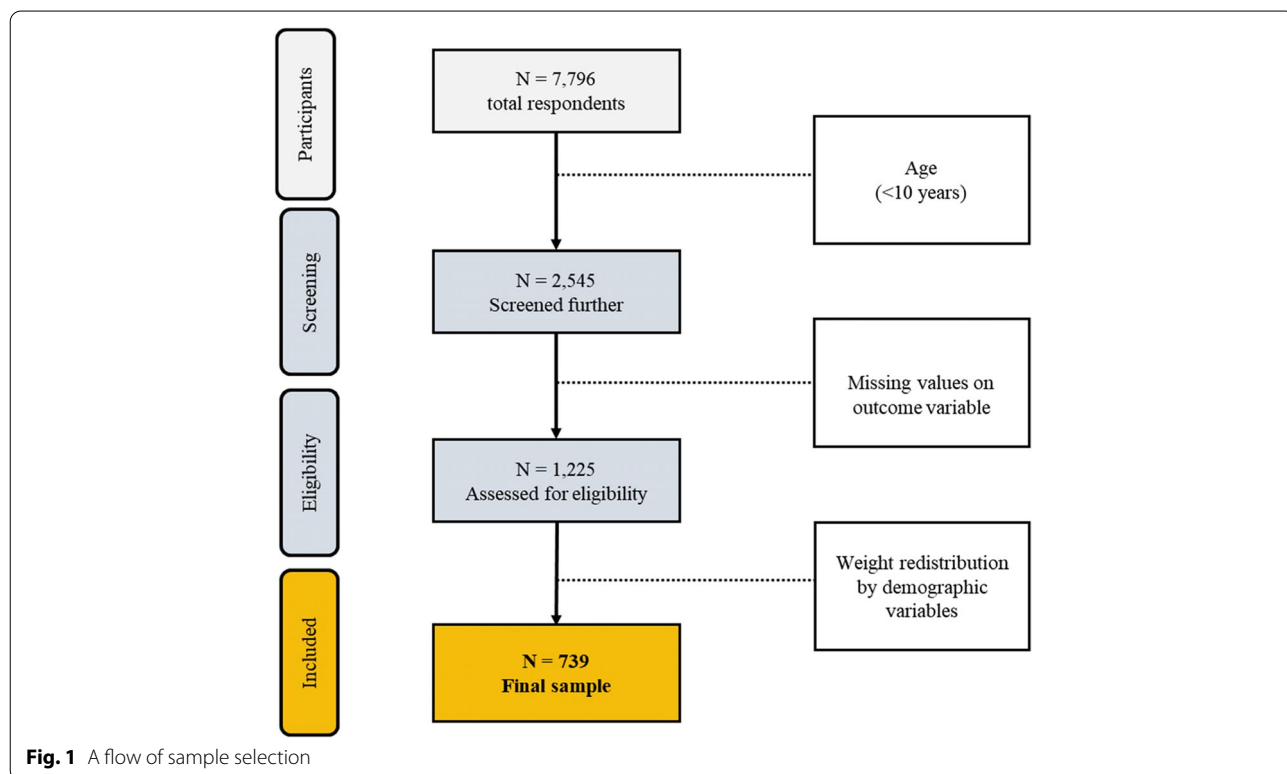 Participants
N = 7,796
total respondents
Age
(<10 years)
Screening
N = 2,545
Screened further
Missing values on
outcome variable
Eligibility
N = 1,225
Assessed for eligibility
Weight redistribution
by demographic
variables
Included
N = 739
Final sample
Fig. 1 A flow of sample selection